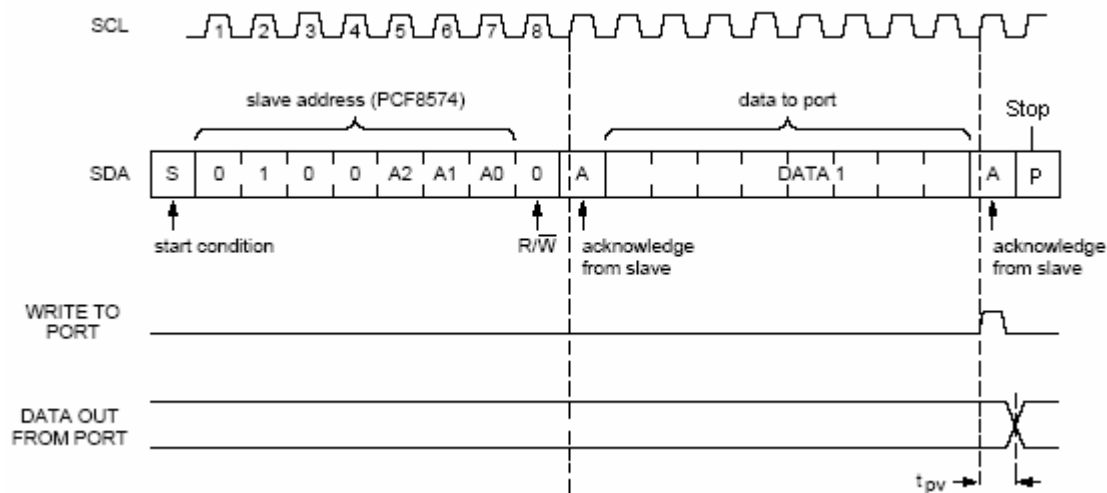 SCL
1 2 3 4 5 6 7 8
slave address (PCF8574)
data to port
Stop
SDA
S 0 1 0 0 A2 A1 A0 0 A DATA 1 A P
start condition
R/W̅
acknowledge
from slave
acknowledge
from slave
WRITE TO
PORT
DATA OUT
FROM PORT
tpv